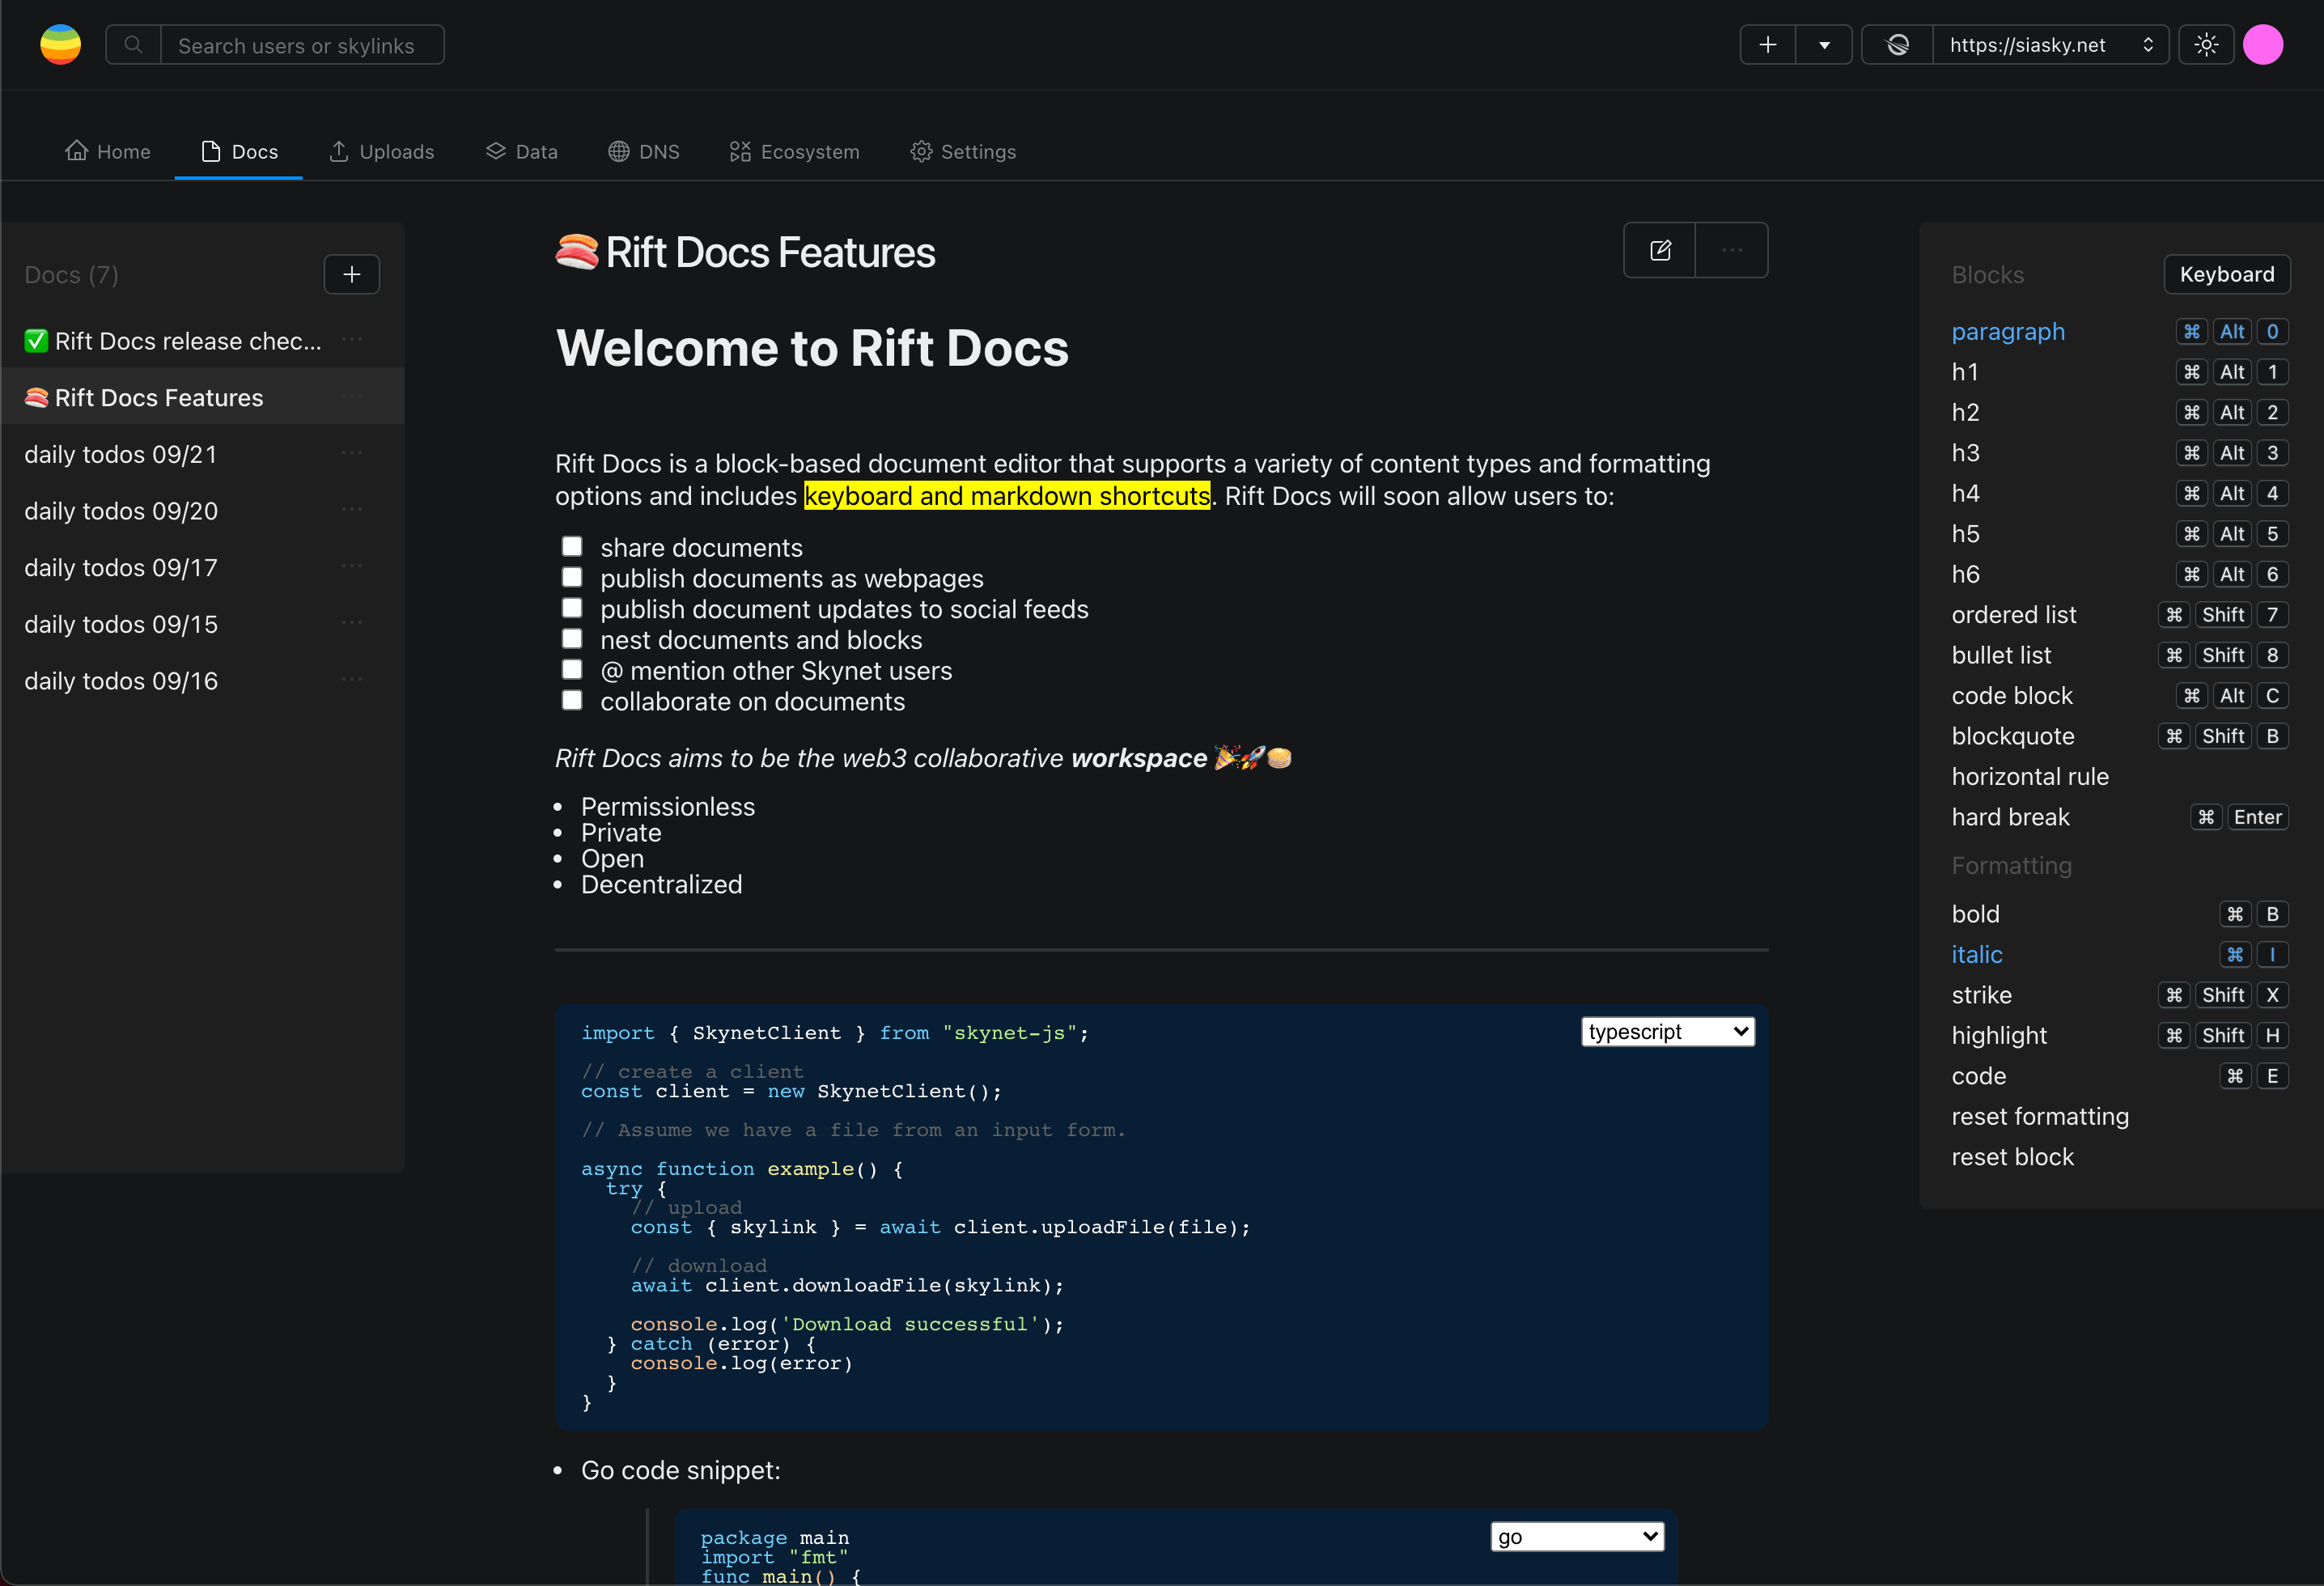 Search users or skylinks
https://siasky.net
Home Docs Uploads Data DNS Ecosystem Settings
Docs (7)
✅ Rift Docs release chec... ...
🍣 Rift Docs Features ...
daily todos 09/21 ...
daily todos 09/20 ...
daily todos 09/17 ...
daily todos 09/15 ...
daily todos 09/16 ...
🍣 Rift Docs Features
Welcome to Rift Docs
Rift Docs is a block-based document editor that supports a variety of content types and formatting
options and includes keyboard and markdown shortcuts. Rift Docs will soon allow users to:
share documents
publish documents as webpages
publish document updates to social feeds
nest documents and blocks
@ mention other Skynet users
collaborate on documents
Rift Docs aims to be the web3 collaborative workspace 🎉🚀🥞
• Permissionless
• Private
• Open
• Decentralized
typescript
import { SkynetClient } from "skynet-js";
// create a client
const client = new SkynetClient();
// Assume we have a file from an input form.
async function example() {
try {
// upload
const { skylink } = await client.uploadFile(file);
// download
await client.downloadFile(skylink);
console.log('Download successful');
} catch (error) {
console.log(error)
}
}
• Go code snippet:
go
package main
import "fmt"
func main() {
Blocks Keyboard
paragraph ⌘ Alt 0
h1 ⌘ Alt 1
h2 ⌘ Alt 2
h3 ⌘ Alt 3
h4 ⌘ Alt 4
h5 ⌘ Alt 5
h6 ⌘ Alt 6
ordered list ⌘ Shift 7
bullet list ⌘ Shift 8
code block ⌘ Alt C
blockquote ⌘ Shift B
horizontal rule
hard break ⌘ Enter
Formatting
bold ⌘ B
italic ⌘ I
strike ⌘ Shift X
highlight ⌘ Shift H
code ⌘ E
reset formatting
reset block